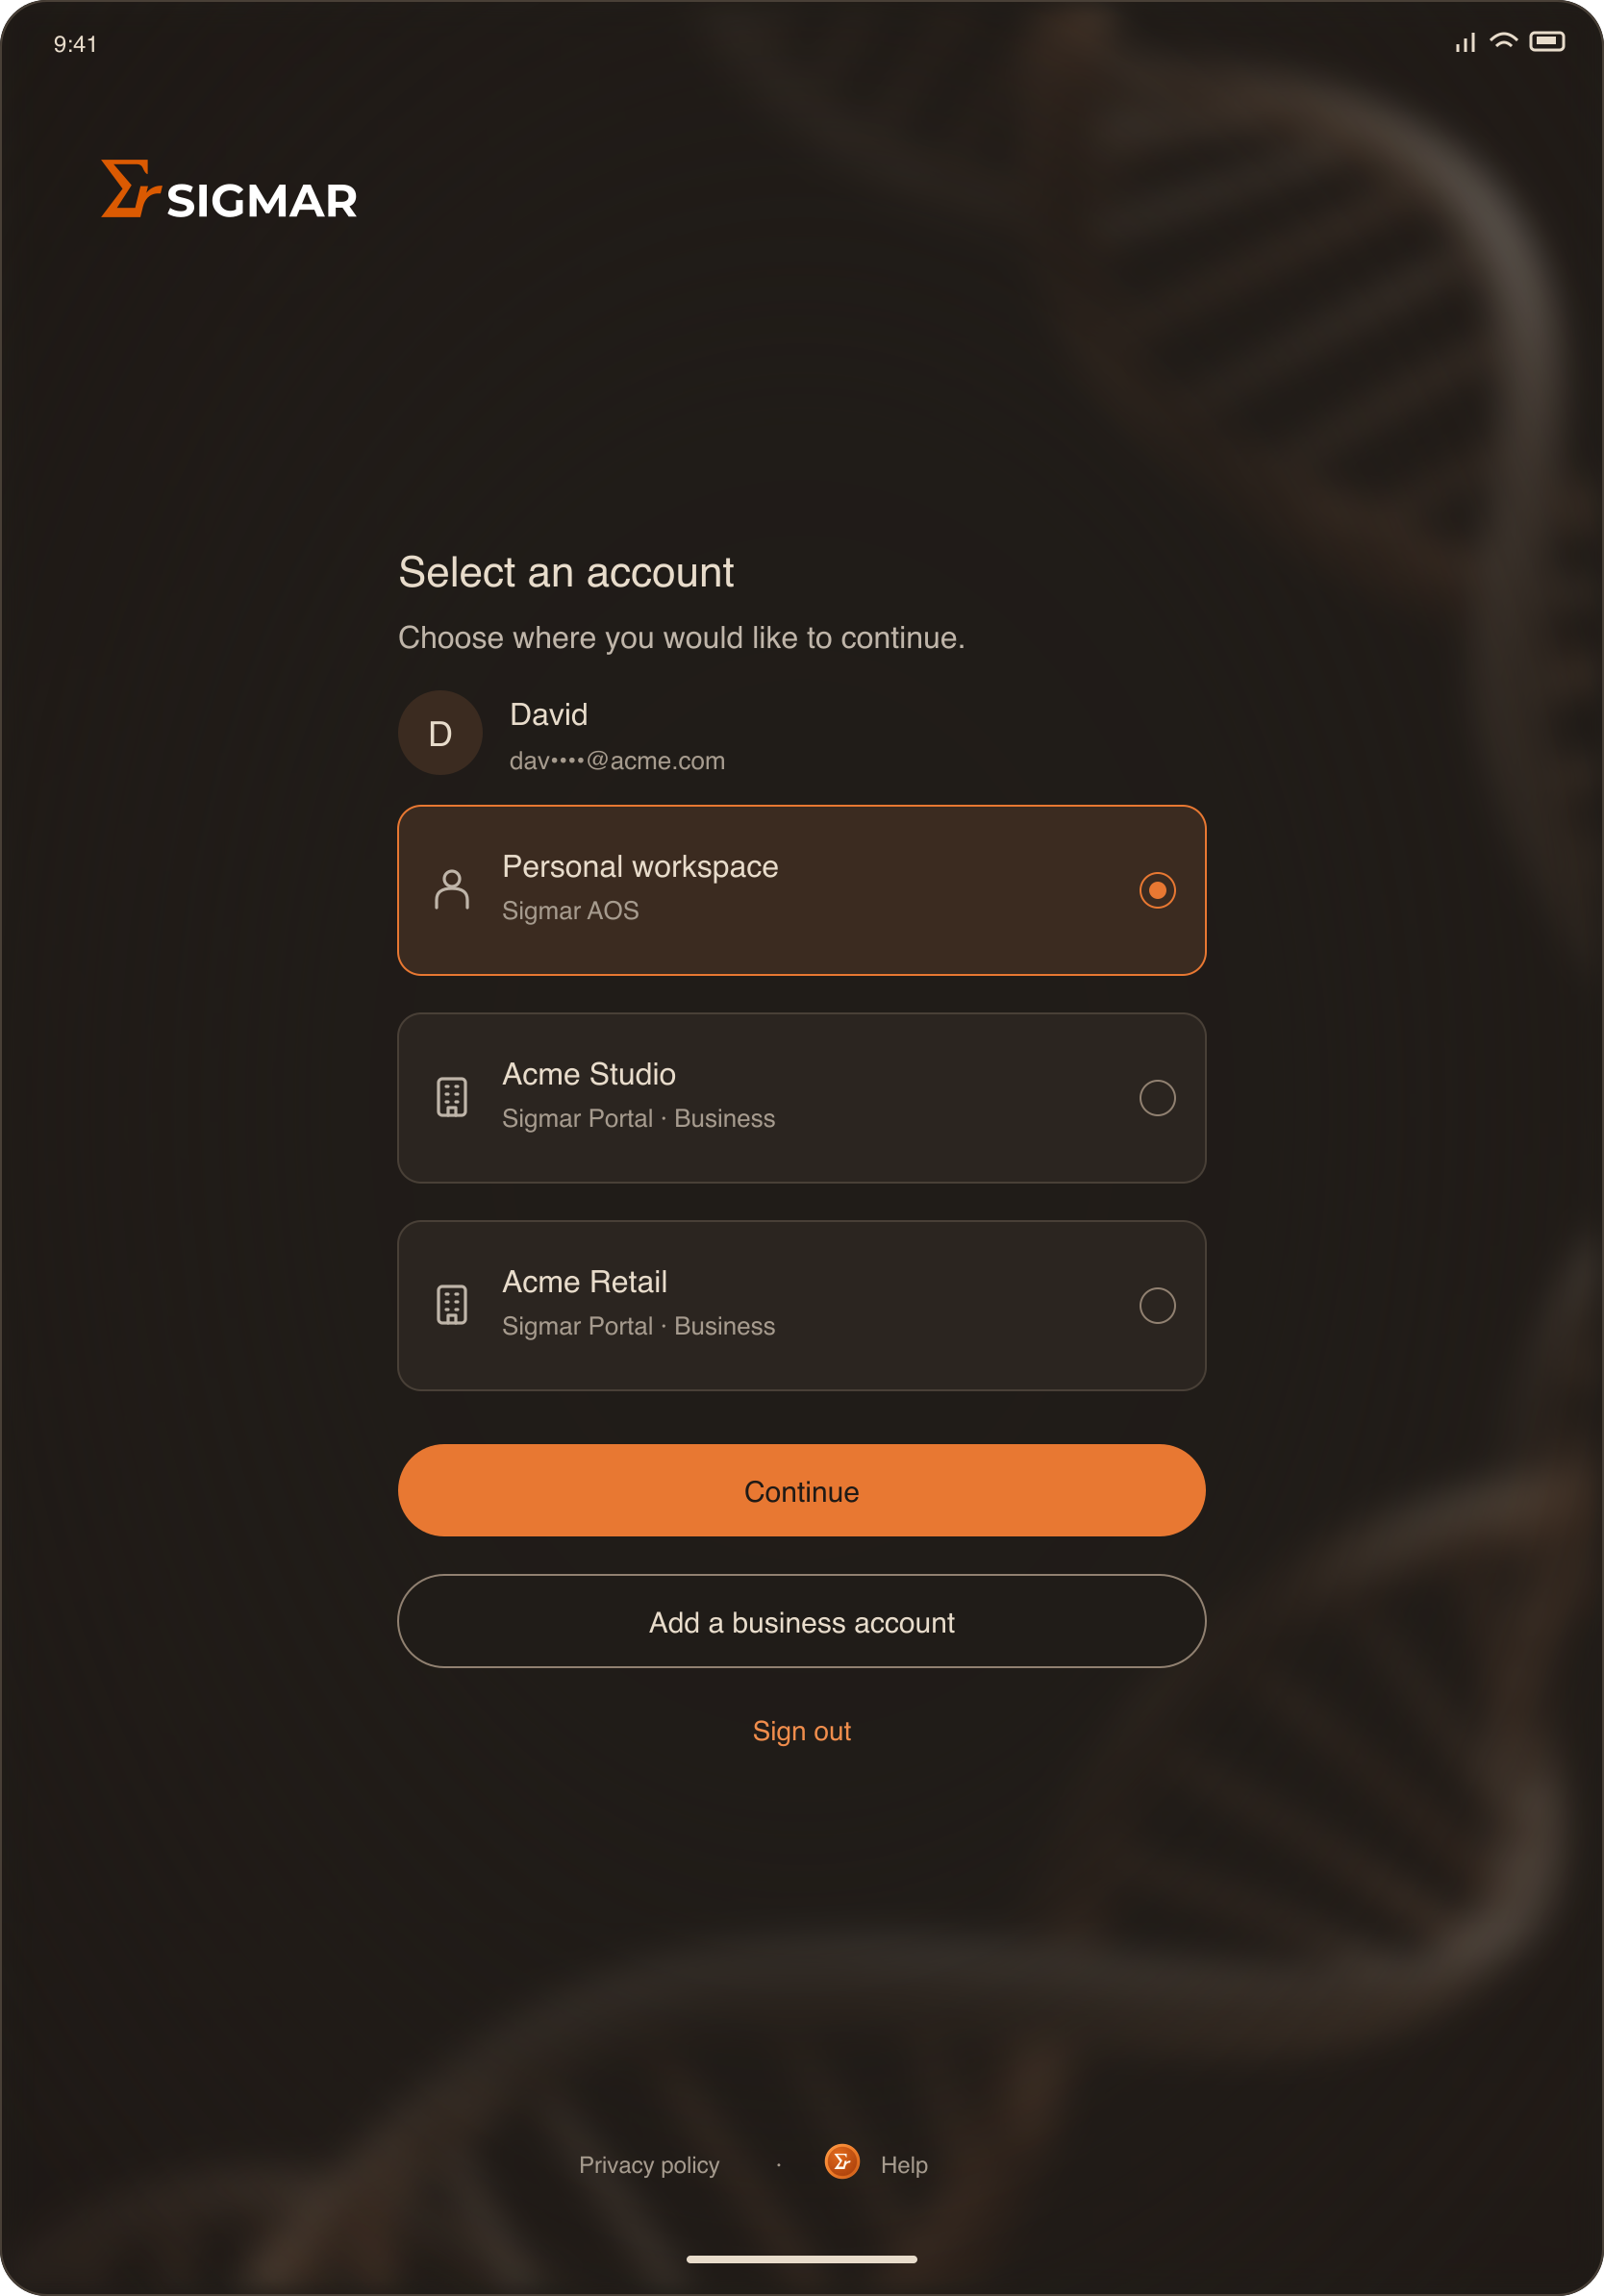 9:41
Σr SIGMAR
Select an account
Choose where you would like to continue.
D
David
dav••••@acme.com
Personal workspace
Sigmar AOS
Acme Studio
Sigmar Portal · Business
Acme Retail
Sigmar Portal · Business
Continue
Add a business account
Sign out
Privacy policy · Σr Help